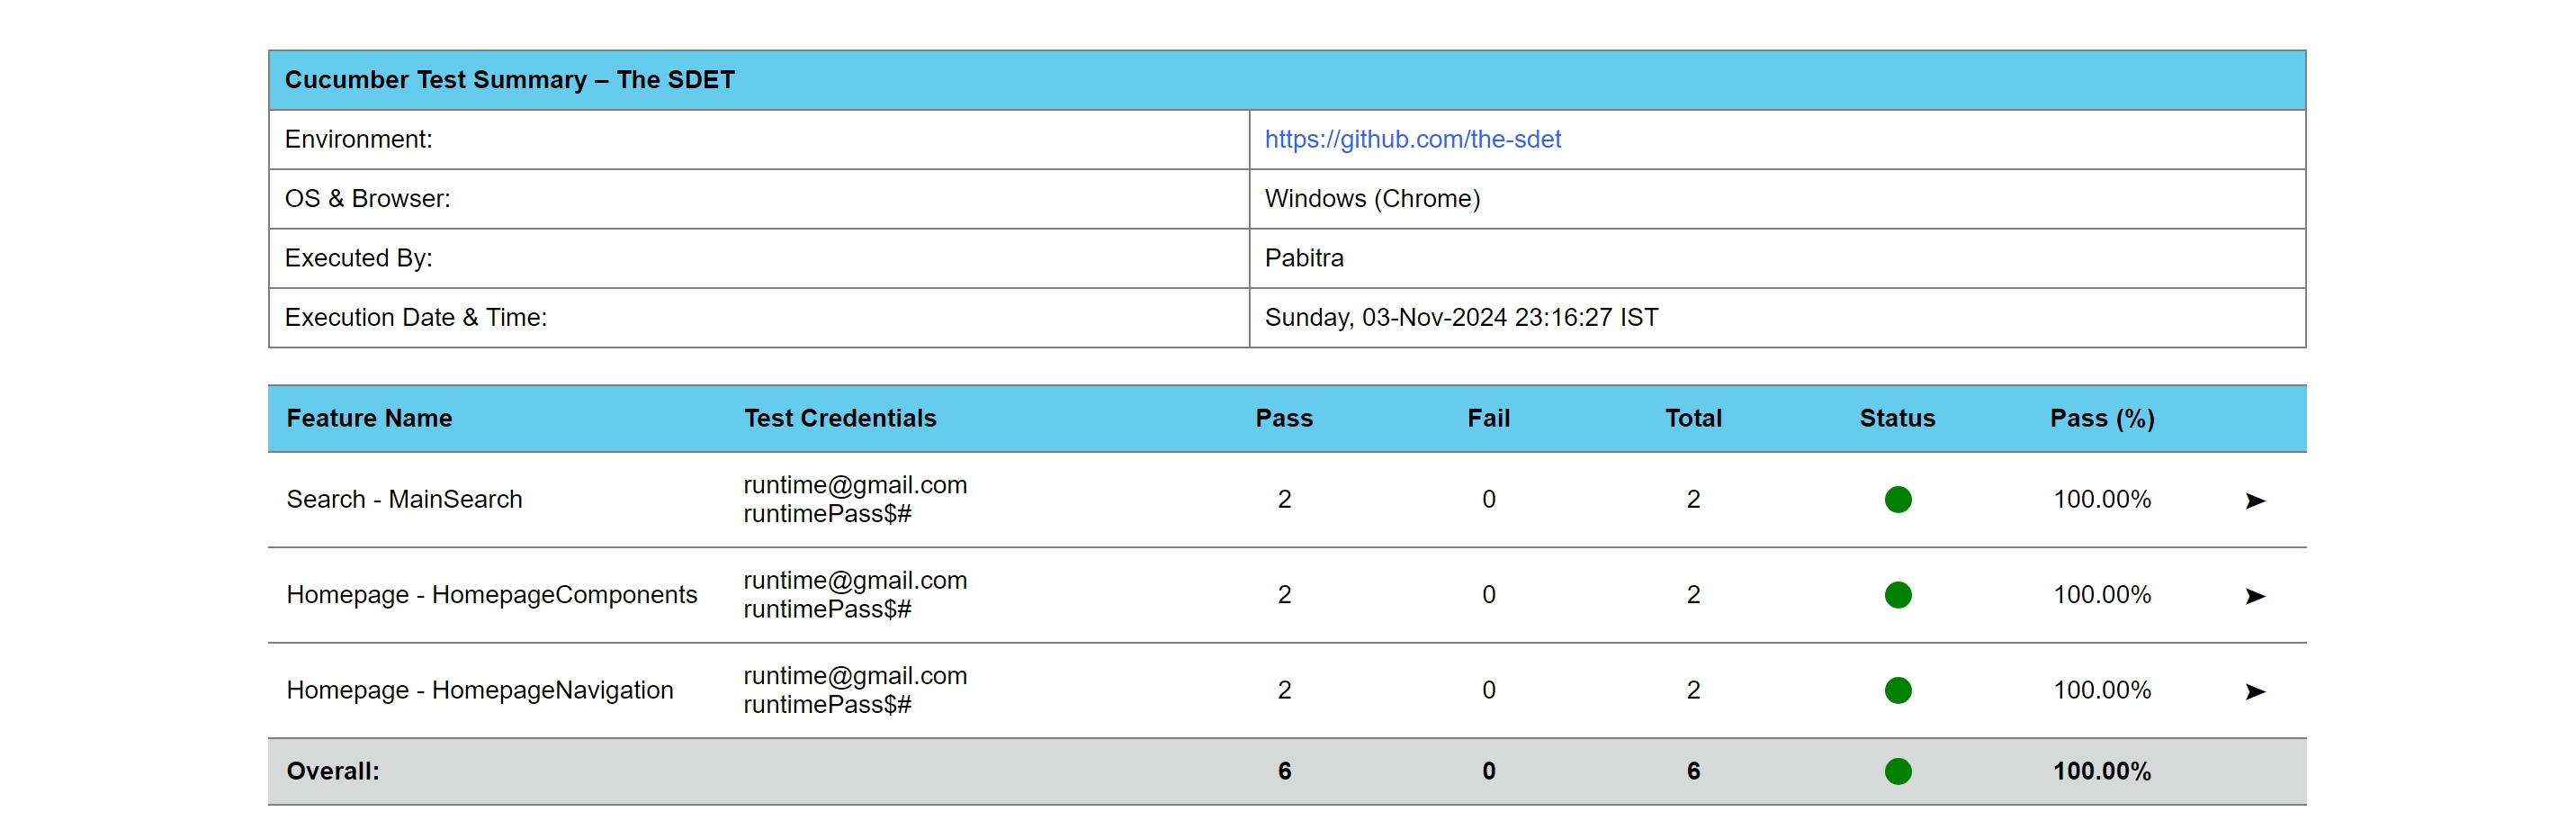 Cucumber Test Summary – The SDET
Environment: https://github.com/the-sdet
OS & Browser: Windows (Chrome)
Executed By: Pabitra
Execution Date & Time: Sunday, 03-Nov-2024 23:16:27 IST
Feature Name Test Credentials Pass Fail Total Status Pass (%)
Search - MainSearch runtime@gmail.com runtimePass$# 2 0 2 100.00%
Homepage - HomepageComponents runtime@gmail.com runtimePass$# 2 0 2 100.00%
Homepage - HomepageNavigation runtime@gmail.com runtimePass$# 2 0 2 100.00%
Overall: 6 0 6 100.00%